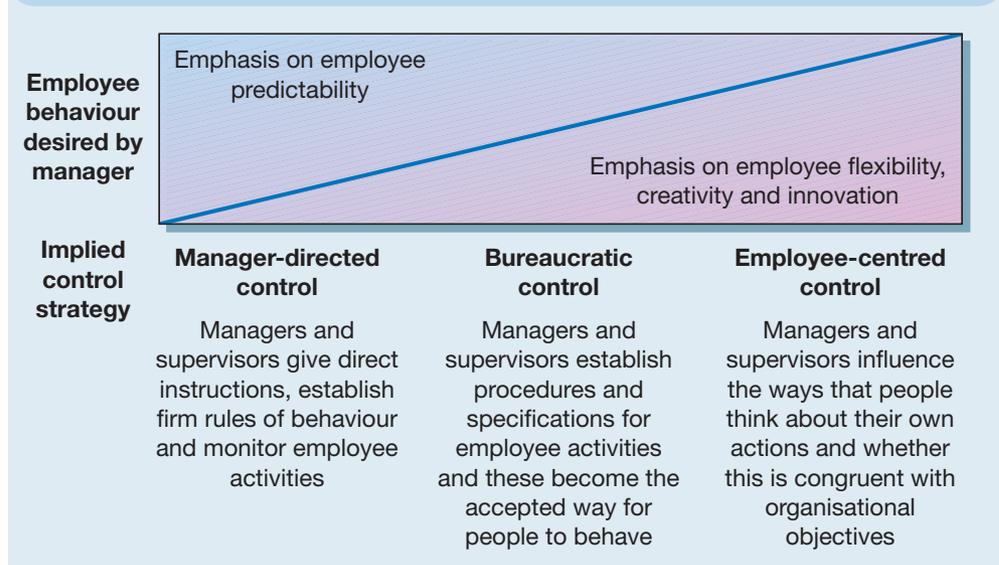 Employee
behaviour
desired by
manager
Emphasis on employee
predictability
Emphasis on employee flexibility,
creativity and innovation
Implied
control
strategy
Manager-directed
control
Managers and
supervisors give direct
instructions, establish
firm rules of behaviour
and monitor employee
activities
Bureaucratic
control
Managers and
supervisors establish
procedures and
specifications for
employee activities
and these become the
accepted way for
people to behave
Employee-centred
control
Managers and
supervisors influence
the ways that people
think about their own
actions and whether
this is congruent with
organisational
objectives